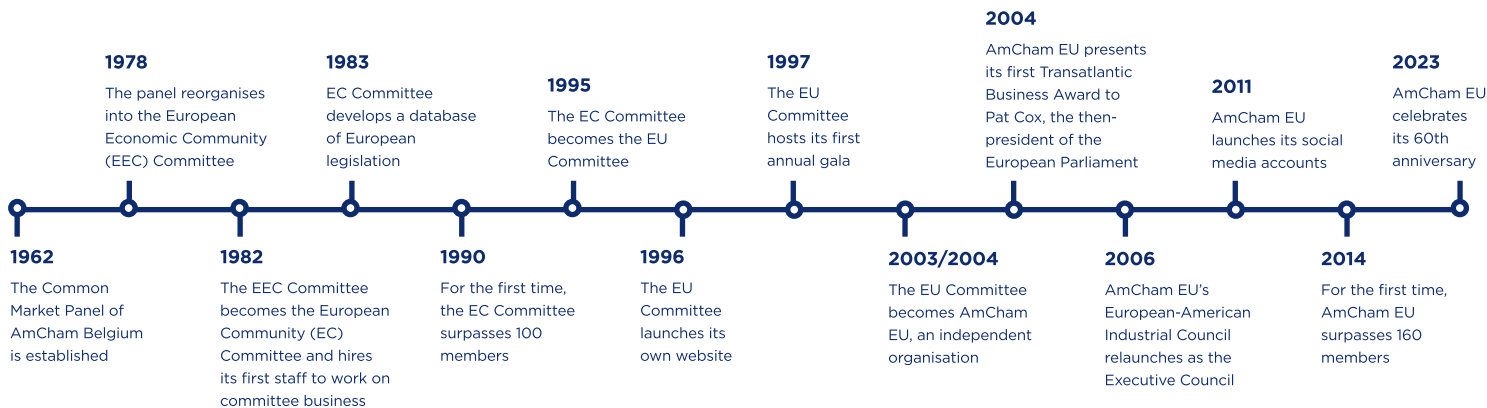 1962
The Common
Market Panel of
AmCham Belgium
is established
1978
The panel reorganises
into the European
Economic Community
(EEC) Committee
1982
The EEC Committee
becomes the European
Community (EC)
Committee and hires
its first staff to work on
committee business
1983
EC Committee
develops a database
of European
legislation
1990
For the first time,
the EC Committee
surpasses 100
members
1995
The EC Committee
becomes the EU
Committee
1996
The EU
Committee
launches its
own website
1997
The EU
Committee
hosts its first
annual gala
2003/2004
The EU Committee
becomes AmCham
EU, an independent
organisation
2004
AmCham EU presents
its first Transatlantic
Business Award to
Pat Cox, the then-
president of the
European Parliament
2006
AmCham EU’s
European-American
Industrial Council
relaunches as the
Executive Council
2011
AmCham EU
launches its social
media accounts
2014
For the first time,
AmCham EU
surpasses 160
members
2023
AmCham EU
celebrates
its 60th
anniversary